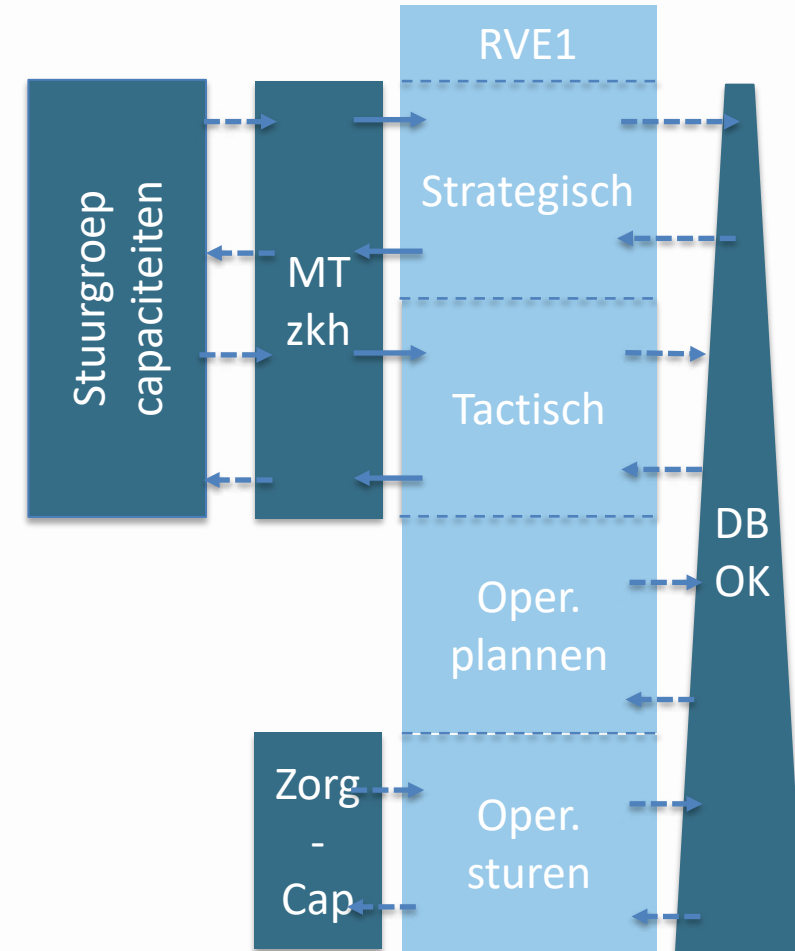 RVE1
Stuurgroep
capaciteiten
MT
zkh
Strategisch
Tactisch
Oper.
plannen
Oper.
sturen
DB
OK
Zorg
-
Cap